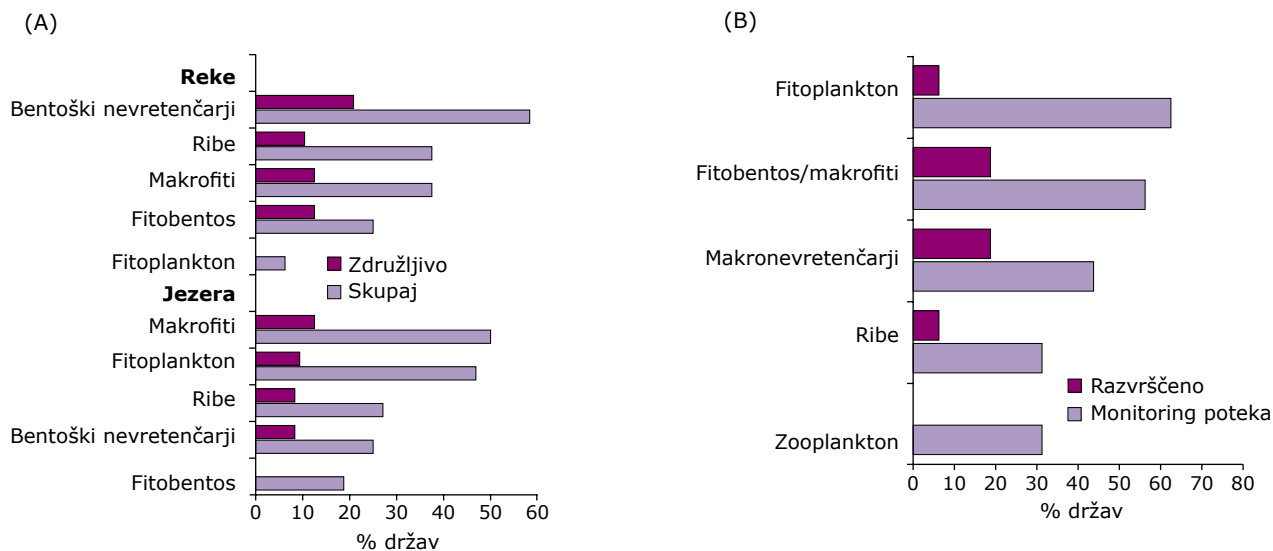 (A)
Reke
Bentoški nevretenčarji
Ribe
Makrofiti
Fitobentos
Fitoplankton
Združljivo
Skupaj
Jezera
Makrofiti
Fitoplankton
Ribe
Bentoški nevretenčarji
Fitobentos
0 10 20 30 40 50 60
% držav
(B)
Fitoplankton
Fitobentos/makrofiti
Makronevretenčarji
Ribe
Razvrščeno
Monitoring poteka
Zooplankton
0 10 20 30 40 50 60 70 80
% držav